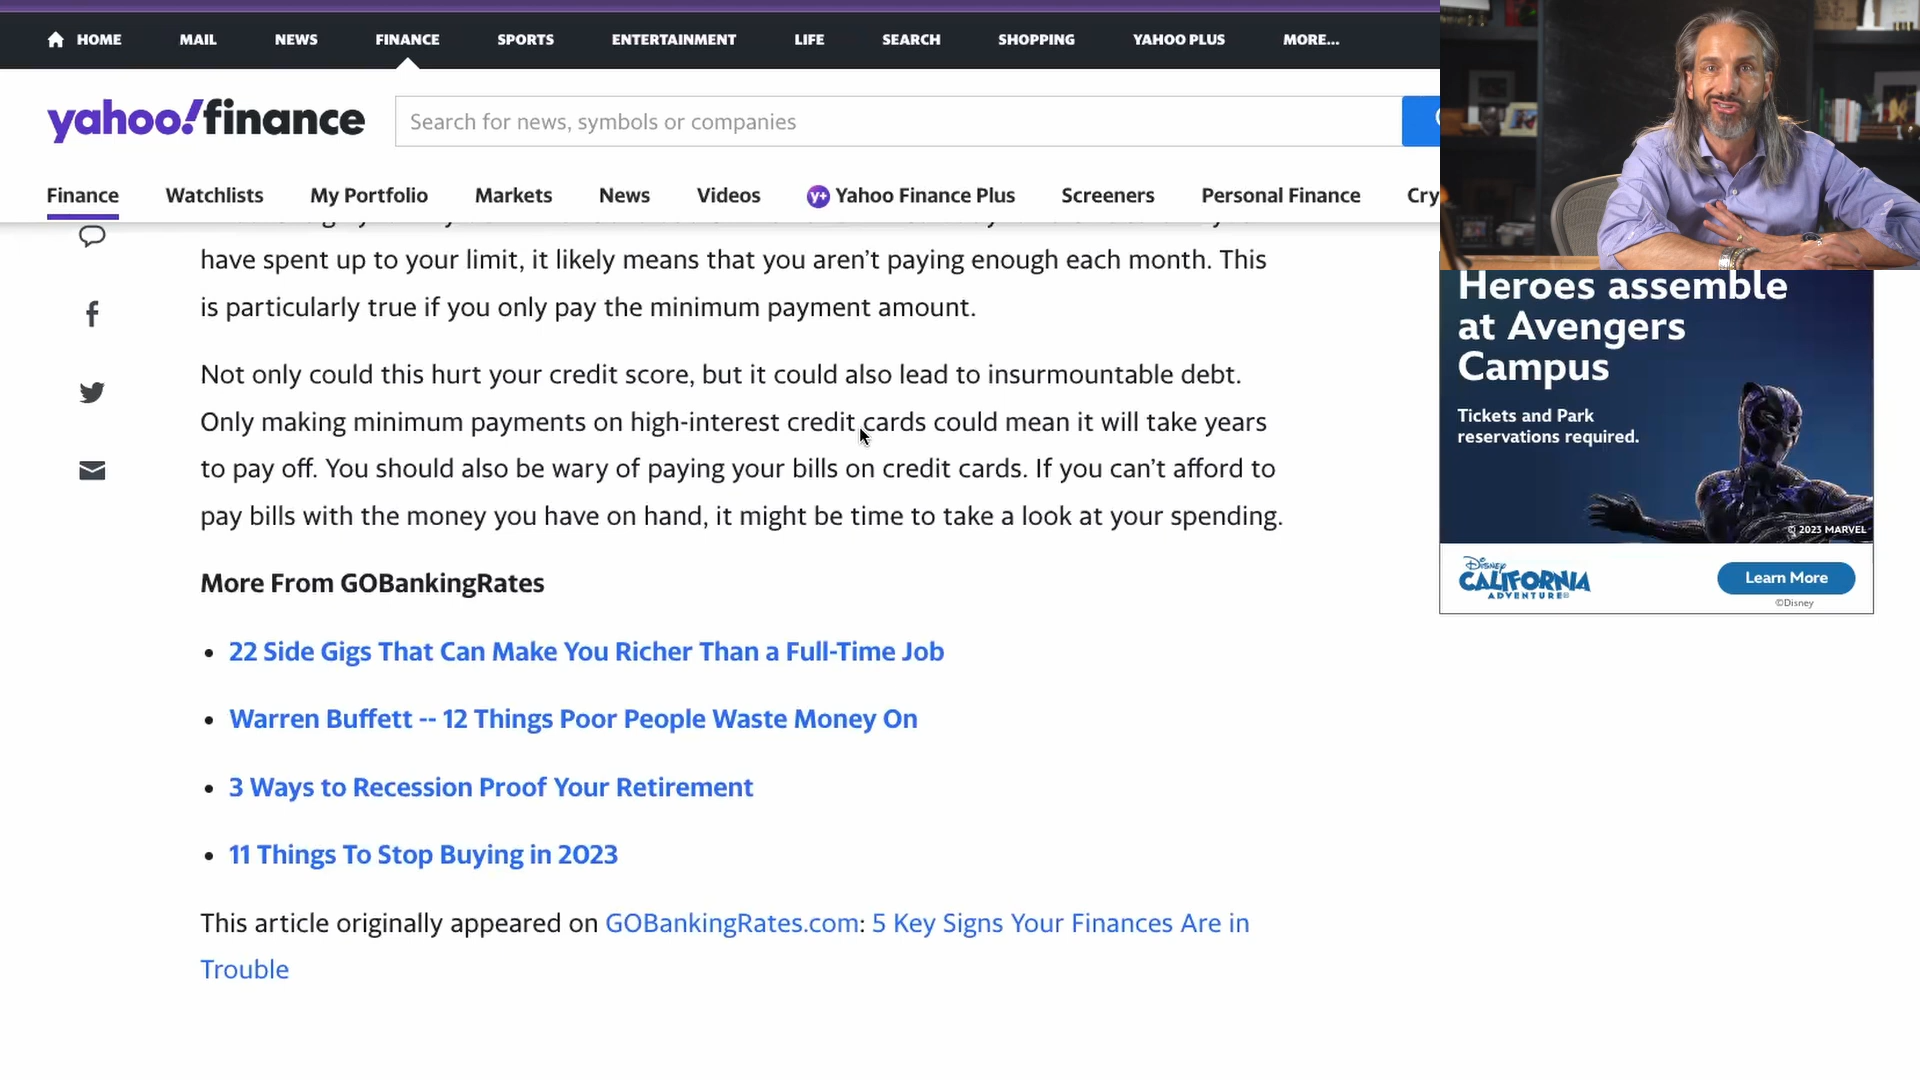 HOME MAIL NEWS FINANCE SPORTS ENTERTAINMENT LIFE SEARCH SHOPPING YAHOO PLUS MORE...
yahoo!finance
Search for news, symbols or companies
Finance Watchlists My Portfolio Markets News Videos y+ Yahoo Finance Plus Screeners Personal Finance Cry
have spent up to your limit, it likely means that you aren’t paying enough each month. This
is particularly true if you only pay the minimum payment amount.
Not only could this hurt your credit score, but it could also lead to insurmountable debt.
Only making minimum payments on high-interest credit cards could mean it will take years
to pay off. You should also be wary of paying your bills on credit cards. If you can’t afford to
pay bills with the money you have on hand, it might be time to take a look at your spending.
More From GOBankingRates
22 Side Gigs That Can Make You Richer Than a Full-Time Job
Warren Buffett -- 12 Things Poor People Waste Money On
3 Ways to Recession Proof Your Retirement
11 Things To Stop Buying in 2023
This article originally appeared on GOBankingRates.com: 5 Key Signs Your Finances Are in
Trouble
Heroes assemble
at Avengers
Campus
Tickets and Park
reservations required.
© 2023 MARVEL
Disney
CALIFORNIA
ADVENTURE
Learn More
©Disney